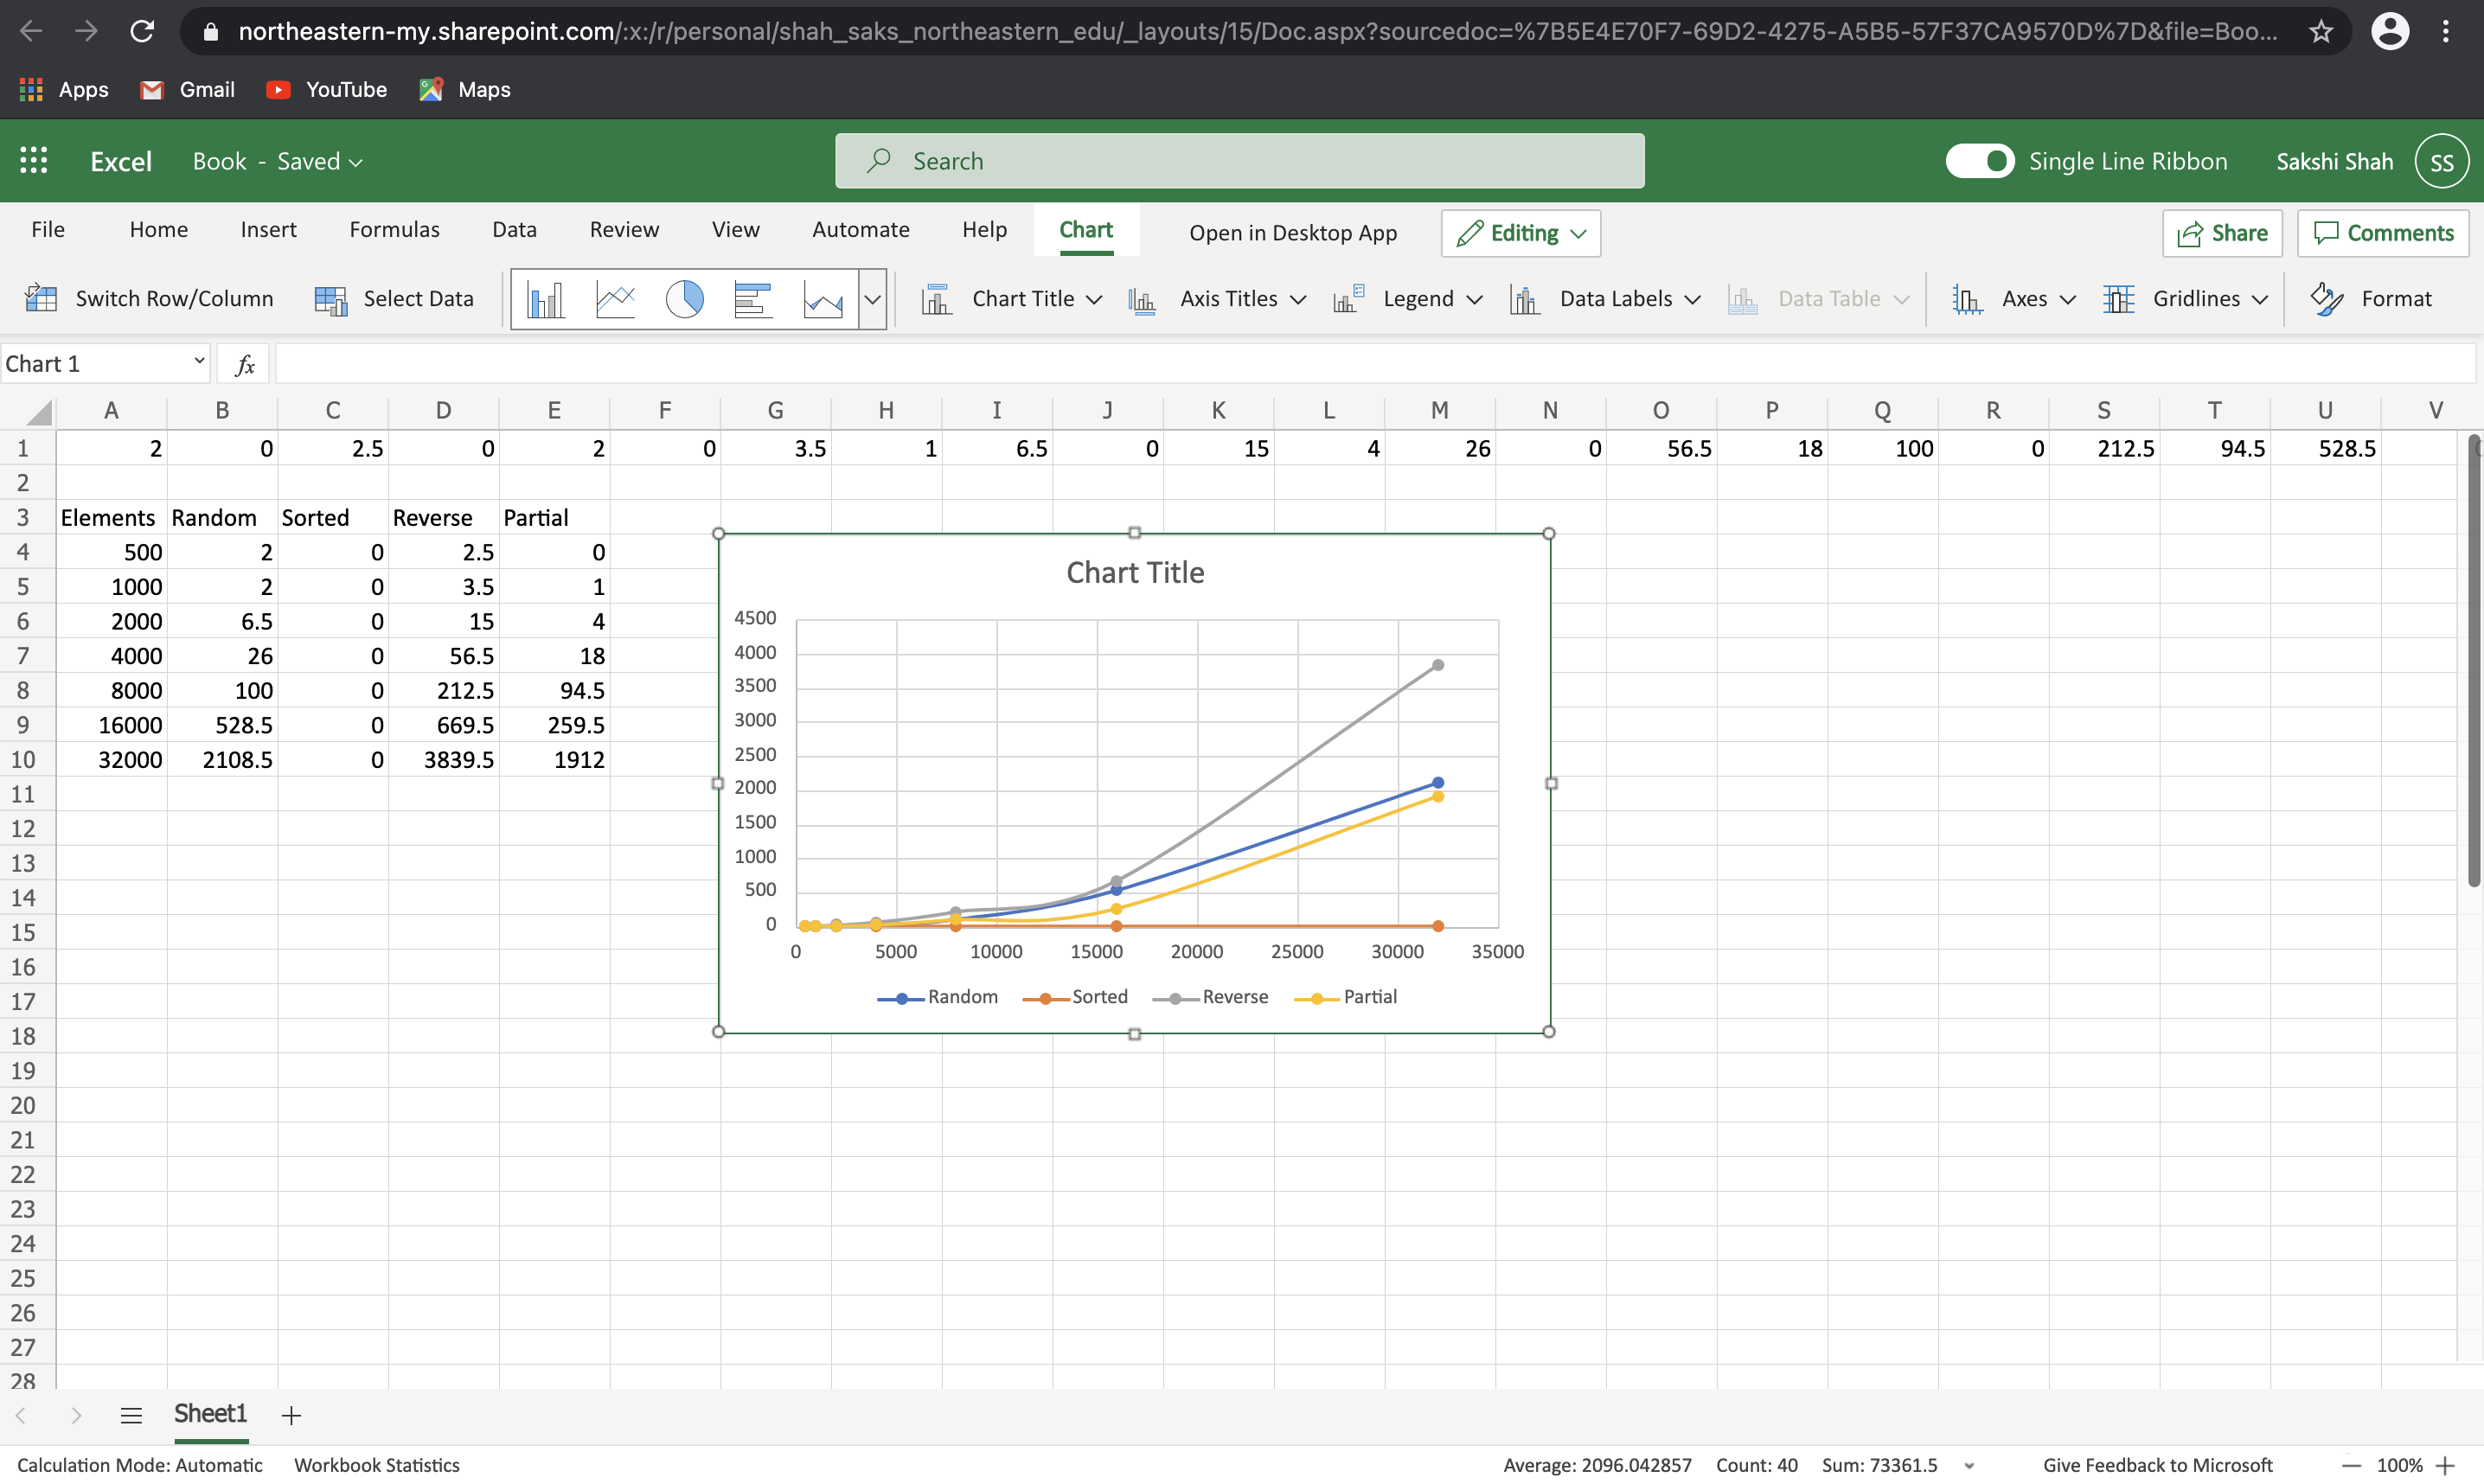 northeastern-my.sharepoint.com/:x:/r/personal/shah_saks_northeastern_edu/_layouts/15/Doc.aspx?sourcedoc=%7B5E4E70F7-69D2-4275-A5B5-57F37CA9570D%7D&file=Boo...
Apps Gmail YouTube Maps
Excel Book - Saved Search Single Line Ribbon Sakshi Shah SS
File Home Insert Formulas Data Review View Automate Help Chart Open in Desktop App Editing Share Comments
Switch Row/Column Select Data Chart Title Axis Titles Legend Data Labels Data Table Axes Gridlines Format
Chart 1 fx
A B C D E F G H I J K L M N O P Q R S T U V
1 2 0 2.5 0 2 0 3.5 1 6.5 0 15 4 26 0 56.5 18 100 0 212.5 94.5 528.5
2
3 Elements Random Sorted Reverse Partial
4 500 2 0 2.5 0
5 1000 2 0 3.5 1
6 2000 6.5 0 15 4
7 4000 26 0 56.5 18
8 8000 100 0 212.5 94.5
9 16000 528.5 0 669.5 259.5
10 32000 2108.5 0 3839.5 1912
11
12
13
14
15
16
17
18
19
20
21
22
23
24
25
26
27
28
Chart Title
4500
4000
3500
3000
2500
2000
1500
1000
500
0
0 5000 10000 15000 20000 25000 30000 35000
Random Sorted Reverse Partial
Sheet1
Calculation Mode: Automatic Workbook Statistics Average: 2096.042857 Count: 40 Sum: 73361.5 Give Feedback to Microsoft 100%